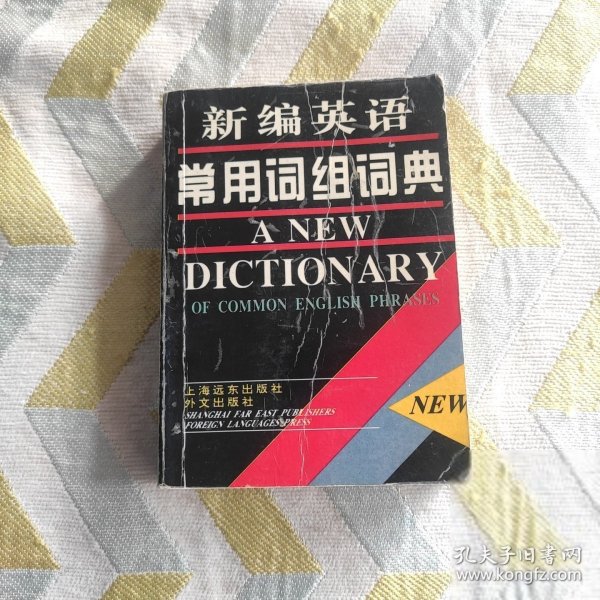 新编英语
常用词组词典
A NEW
DICTIONARY
OF COMMON ENGLISH PHRASES
上海远东出版社
外文出版社
SHANGHAI FAR EAST PUBLISHERS
FOREIGN LANGUAGES PRESS
NEW
孔夫子旧书网
www.kongfz.com